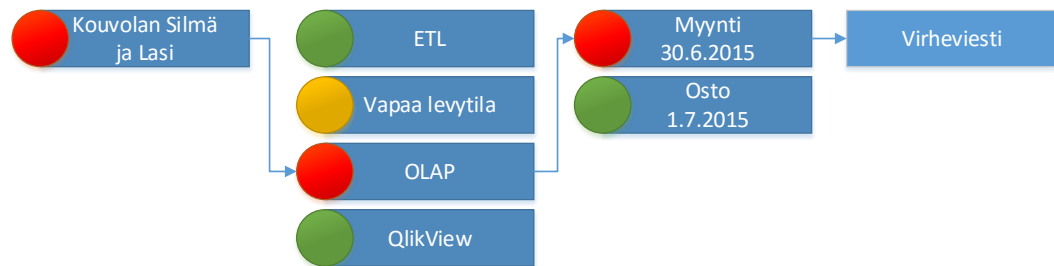 Kouvolan Silmä
ja Lasi
ETL
Vapaa levytila
OLAP
QlikView
Myynti
30.6.2015
Osto
1.7.2015
Virheviesti